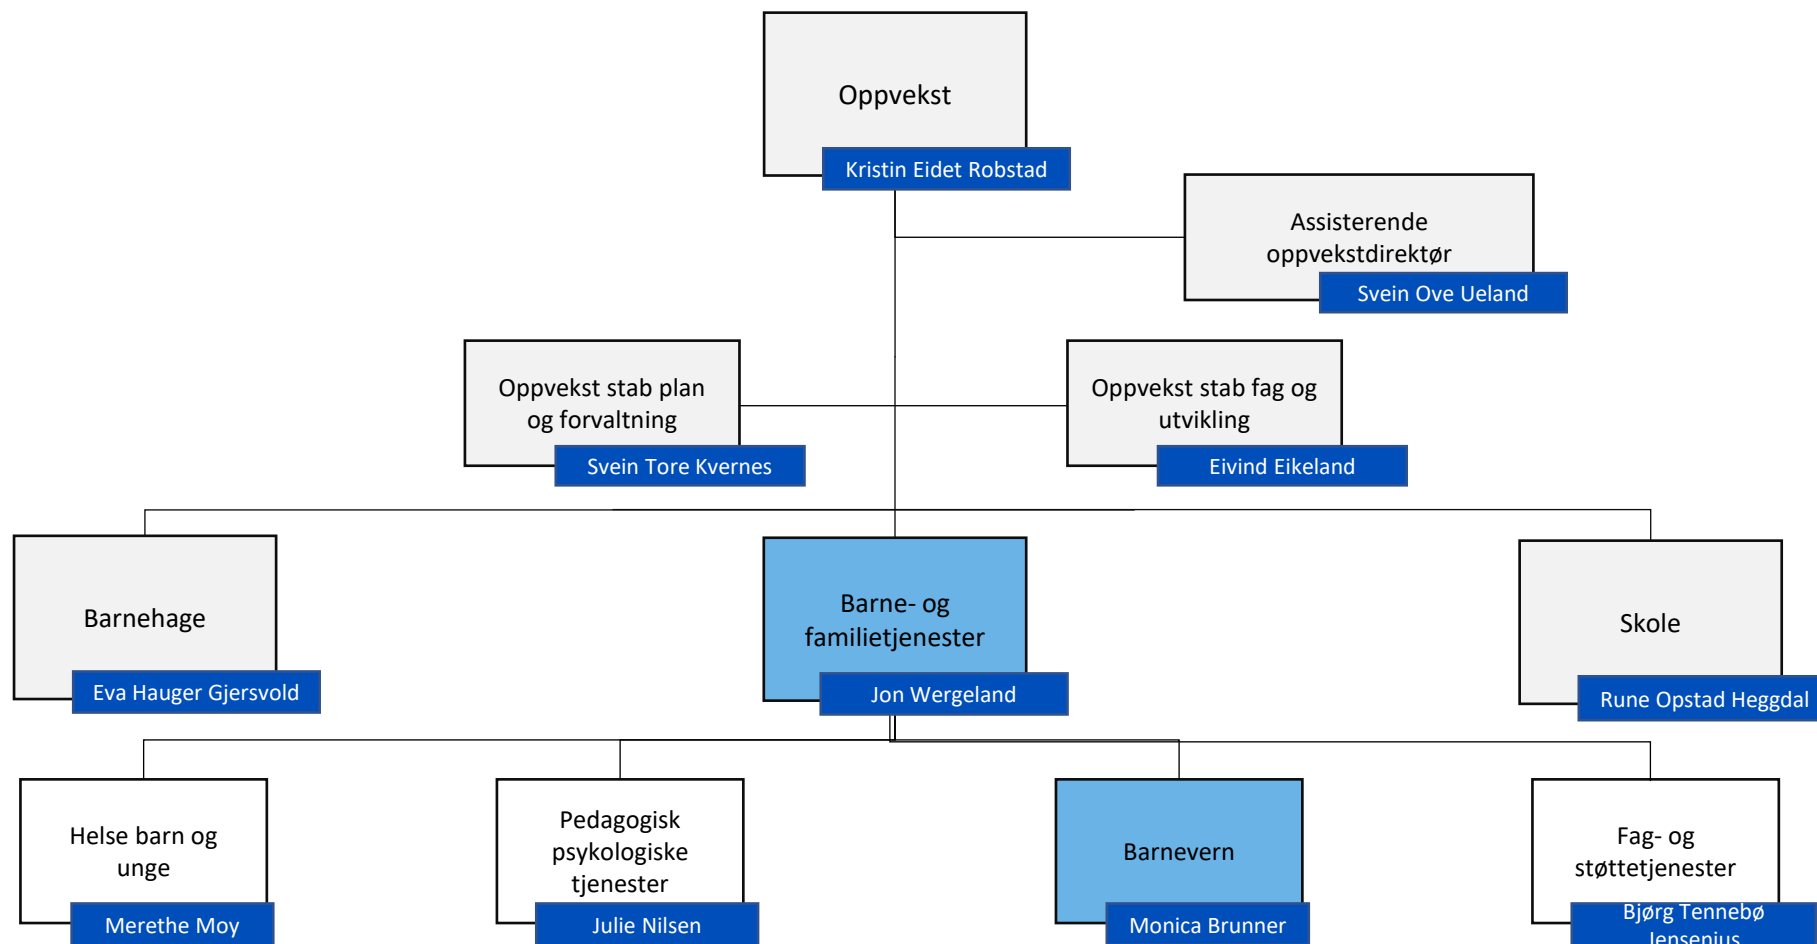 Oppvekst
Kristin Eidet Robstad
Assisterende
oppvekstdirektør
Svein Ove Ueland
Oppvekst stab plan
og forvaltning
Svein Tore Kvernes
Oppvekst stab fag og
utvikling
Eivind Eikeland
Barnehage
Eva Hauger Gjersvold
Barne- og
familietjenester
Jon Wergeland
Skole
Rune Opstad Heggdal
Helse barn og
unge
Merethe Moy
Pedagogisk
psykologiske
tjenester
Julie Nilsen
Barnevern
Monica Brunner
Fag- og
støttetjenester
Bjørg Tennebø
Jensenius